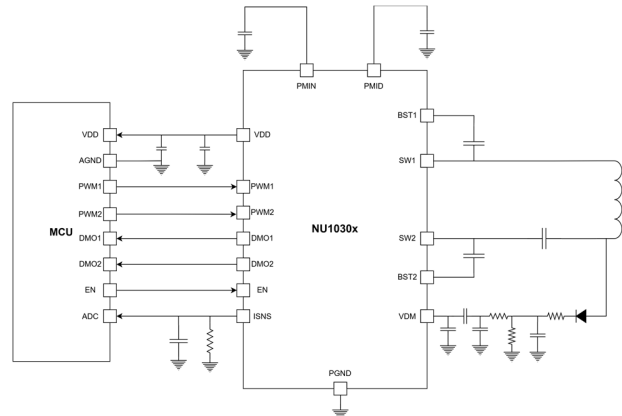 PMIN
PMID
BST1
VDD
VDD
AGND
SW1
PWM1
PWM1
PWM2
PWM2
MCU
NU1030x
DMO1
DMO1
SW2
DMO2
DMO2
BST2
EN
EN
ADC
ISNS
VDM
PGND